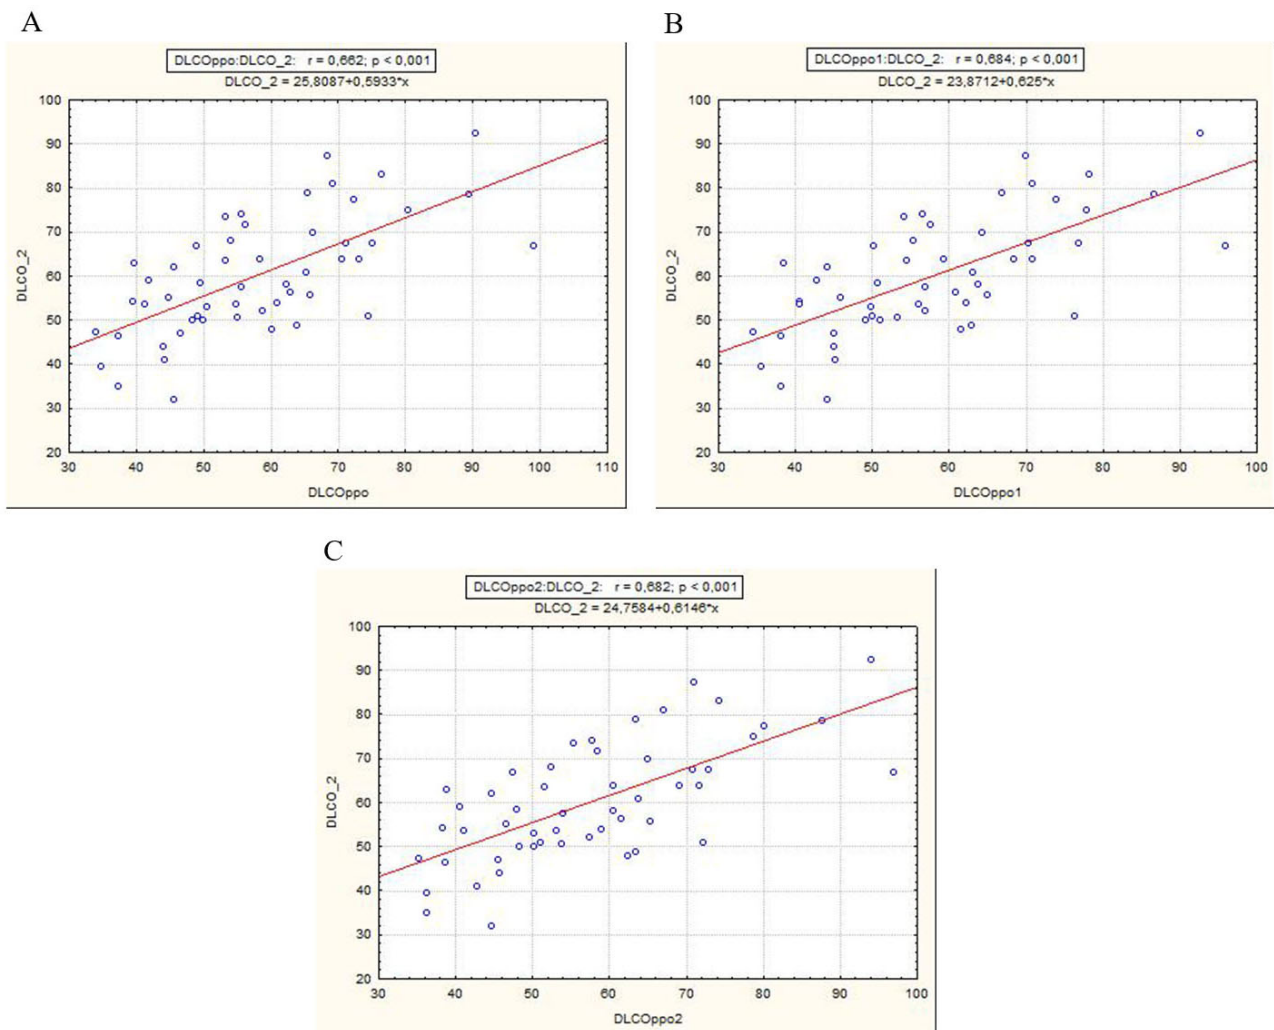 A
DLCOppo:DLCO_2: r = 0,662; p < 0,001
DLCO_2 = 25,8087+0,5933*x
100
90
80
70
60
50
40
30
20
DLCO_2
30 40 50 60 70 80 90 100 110
DLCOppo
B
DLCOppo1:DLCO_2: r = 0,684; p < 0,001
DLCO_2 = 23,8712+0,625*x
100
90
80
70
60
50
40
30
20
DLCO_2
30 40 50 60 70 80 90 100
DLCOppo1
C
DLCOppo2:DLCO_2: r = 0,682; p < 0,001
DLCO_2 = 24,7584+0,6146*x
100
90
80
70
60
50
40
30
20
DLCO_2
30 40 50 60 70 80 90 100
DLCOppo2